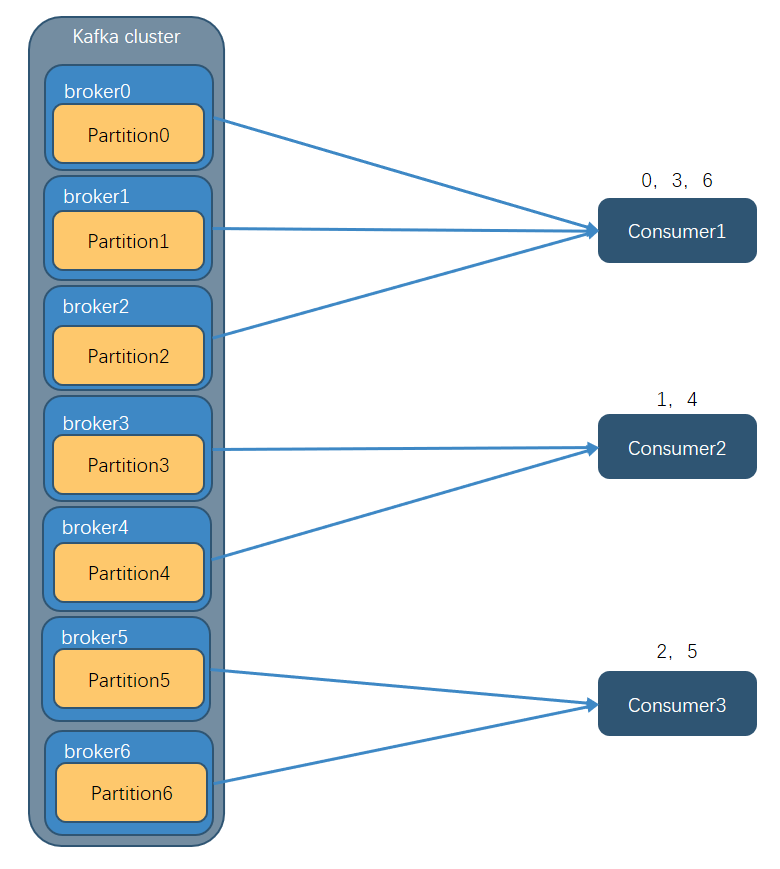 Kafka cluster
broker0
Partition0
broker1
Partition1
broker2
Partition2
broker3
Partition3
broker4
Partition4
broker5
Partition5
broker6
Partition6
0，3，6
Consumer1
1，4
Consumer2
2，5
Consumer3